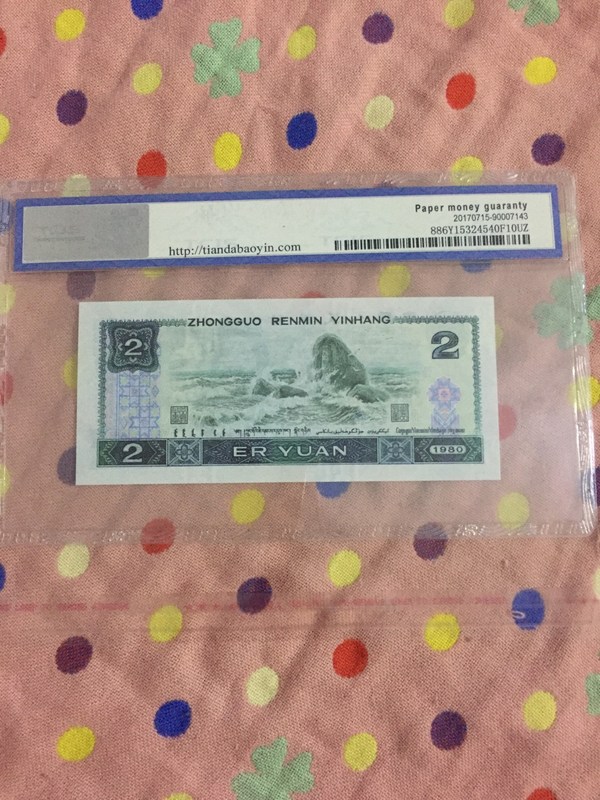 Paper money guaranty
20170715-90007143
886Y15324540F10UZ
http://tiandabaoyin.com
ZHONGGUO RENMIN YINHANG
2
2
2 ER YUAN 1980